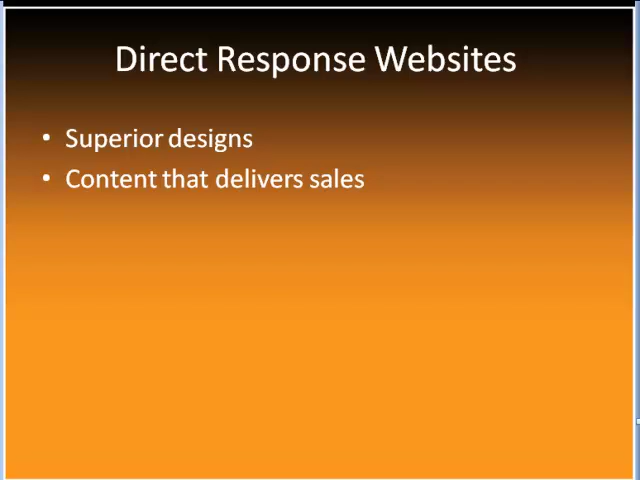 Direct Response Websites
• Superior designs
• Content that delivers sales